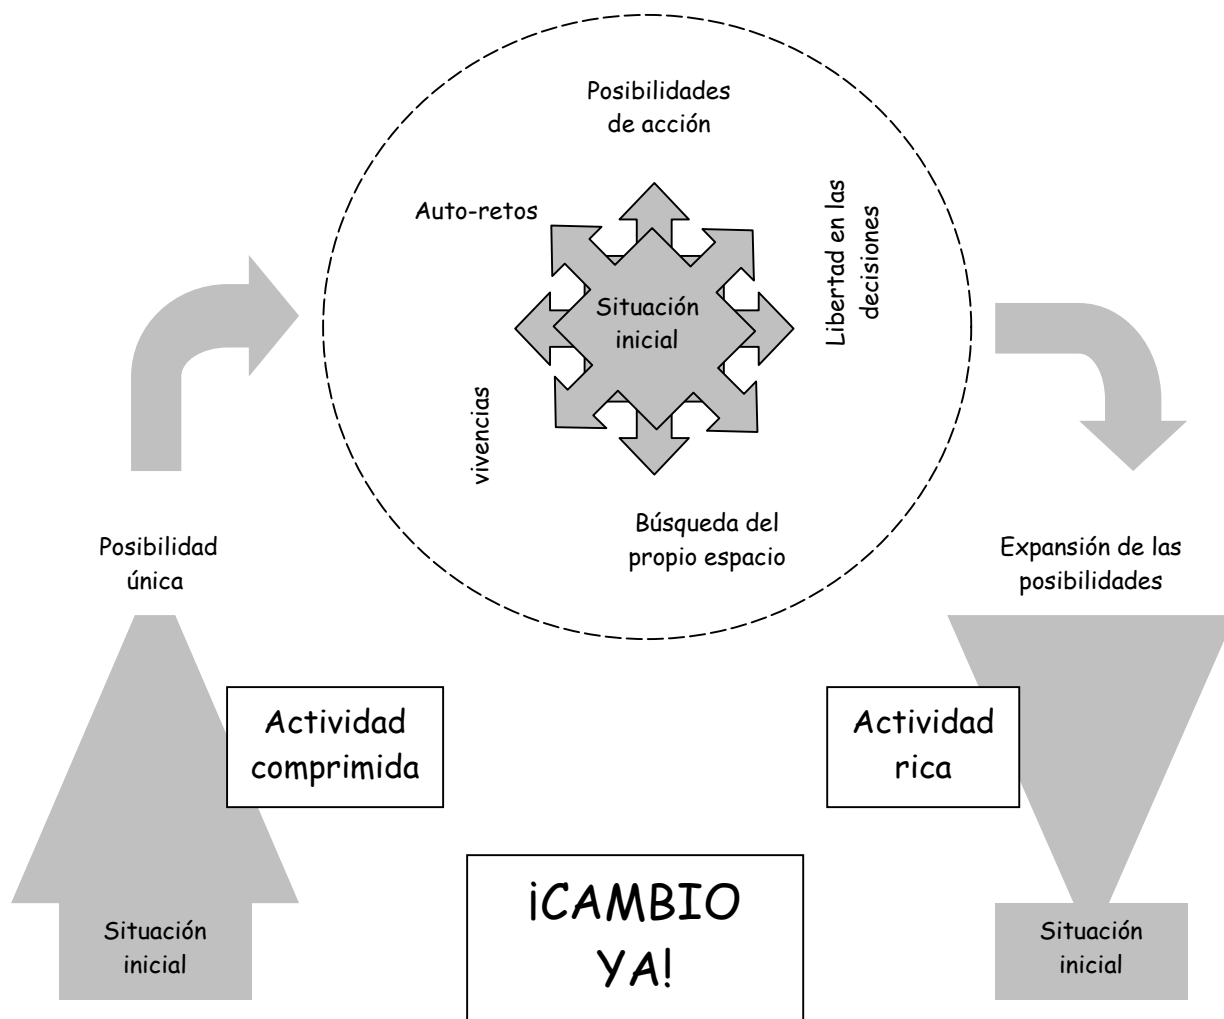 Posibilidades
de acción
Auto-retos
Libertad en las
decisiones
Situación
inicial
vivencias
Búsqueda del
propio espacio
Posibilidad
única
Expansión de las
posibilidades
Actividad
comprimida
Actividad
rica
¡CAMBIO
YA!
Situación
inicial
Situación
inicial